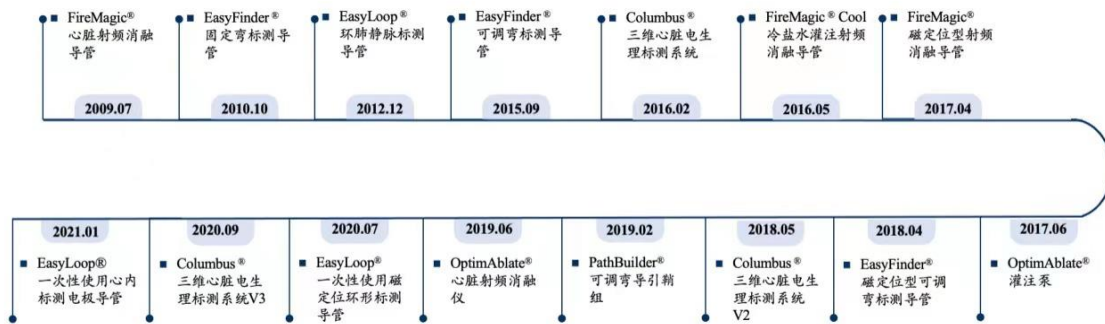 FireMagic®
心脏射频消融
导管
2009.07
EasyFinder®
固定弯标测导
管
2010.10
EasyLoop®
环肺静脉标测
导管
2012.12
EasyFinder®
可调弯标测导
管
2015.09
Columbus®
三维心脏电生
理标测系统
2016.02
FireMagic® Cool
冷盐水灌注射频
消融导管
2016.05
FireMagic®
磁定位型射频
消融导管
2017.04
2021.01
EasyLoop®
一次性使用心内
标测电极导管
2020.09
Columbus®
三维心脏电生
理标测系统V3
2020.07
EasyLoop®
一次性使用磁
定位环形标测
导管
2019.06
OptimAblate®
心脏射频消融
仪
2019.02
PathBuilder®
可调弯导引鞘
组
2018.05
Columbus®
三维心脏电生
理标测系统
V2
2018.04
EasyFinder®
磁定位型可调
弯标测导管
2017.06
OptimAblate®
灌注泵